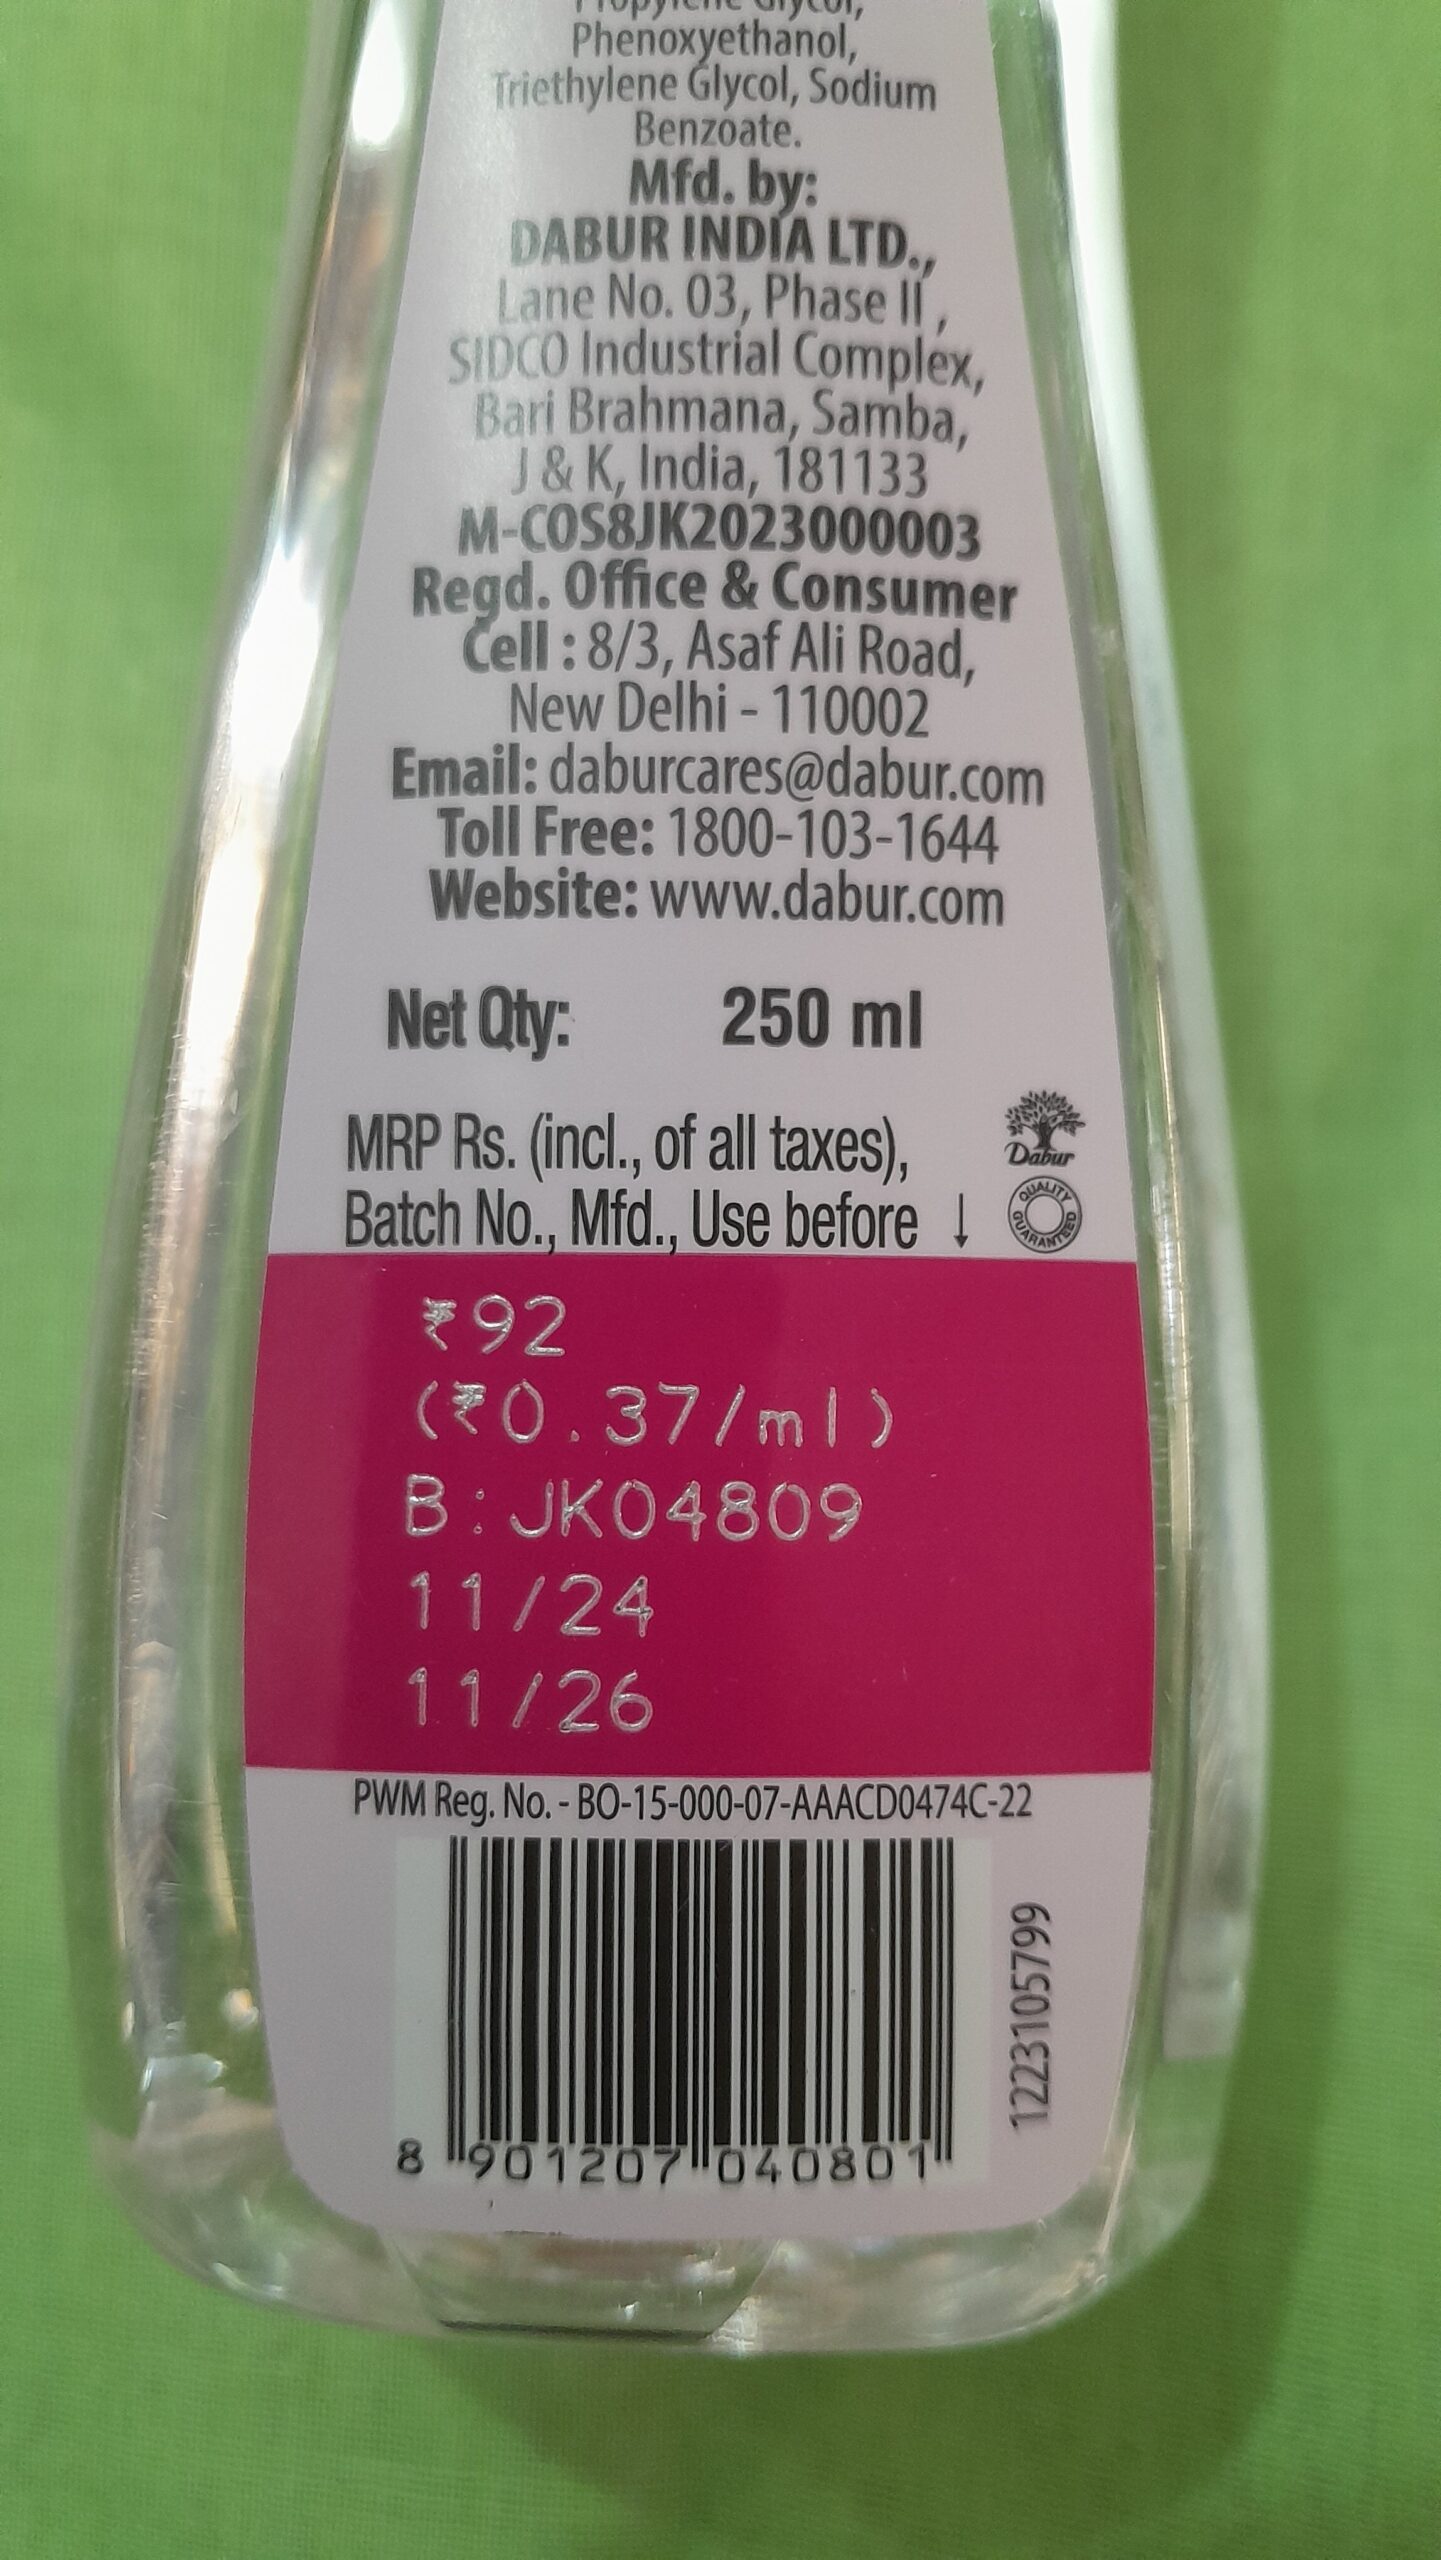 Propylene Glycol,
Phenoxyethanol,
Triethylene Glycol, Sodium
Benzoate.
Mfd. by:
DABUR INDIA LTD.,
Lane No. 03, Phase II ,
SIDCO Industrial Complex,
Bari Brahmana, Samba,
J & K, India, 181133
M-COS8JK2023000003
Regd. Office & Consumer
Cell : 8/3, Asaf Ali Road,
New Delhi - 110002
Email: daburcares@dabur.com
Toll Free: 1800-103-1644
Website: www.dabur.com
Net Qty: 250 ml
MRP Rs. (incl., of all taxes),
Batch No., Mfd., Use before ↓
Dabur
QUALITY GUARANTEED
₹92
(₹0.37/ml)
B:JK04809
11/24
11/26
PWM Reg. No. - BO-15-000-07-AAACD0474C-22
1223105799
8 901207 040801